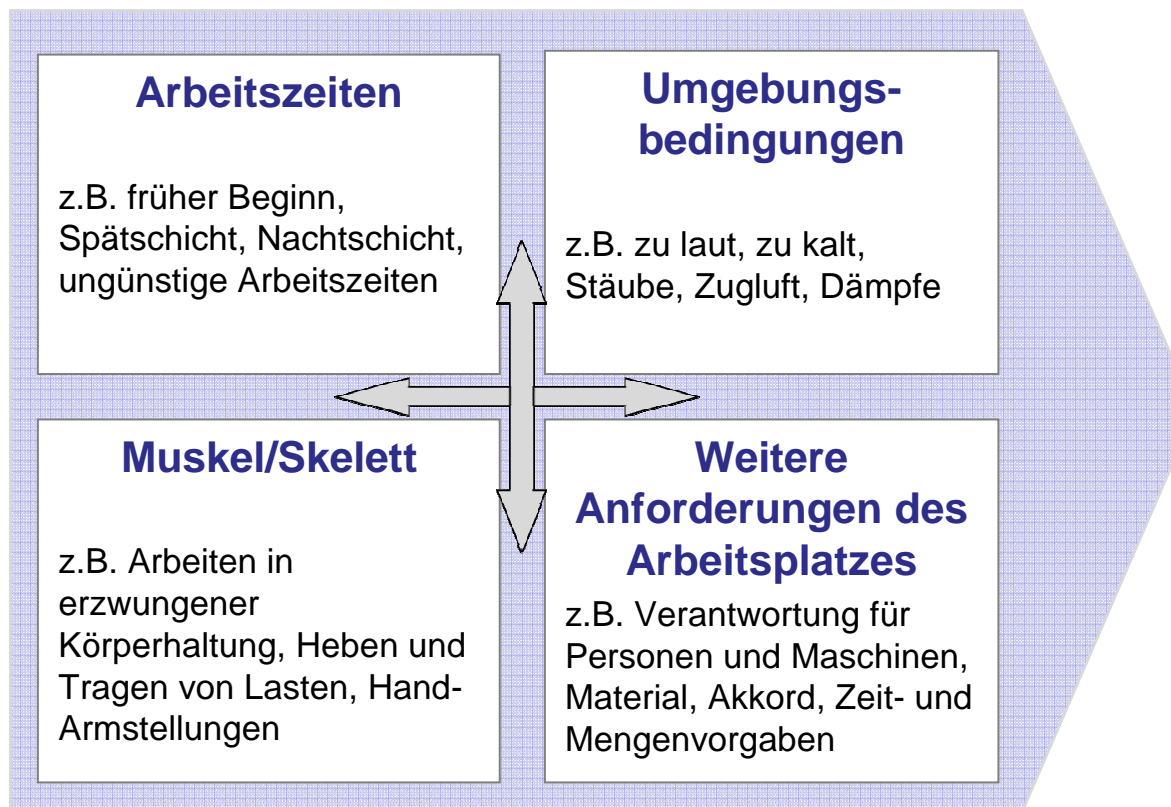 Arbeitszeiten
z.B. früher Beginn,
Spätschicht, Nachtschicht,
ungünstige Arbeitszeiten
Umgebungs-
bedingungen
z.B. zu laut, zu kalt,
Stäube, Zugluft, Dämpfe
Muskel/Skelett
z.B. Arbeiten in
erzwungener
Körperhaltung, Heben und
Tragen von Lasten, Hand-
Armstellungen
Weitere
Anforderungen des
Arbeitsplatzes
z.B. Verantwortung für
Personen und Maschinen,
Material, Akkord, Zeit- und
Mengenvorgaben